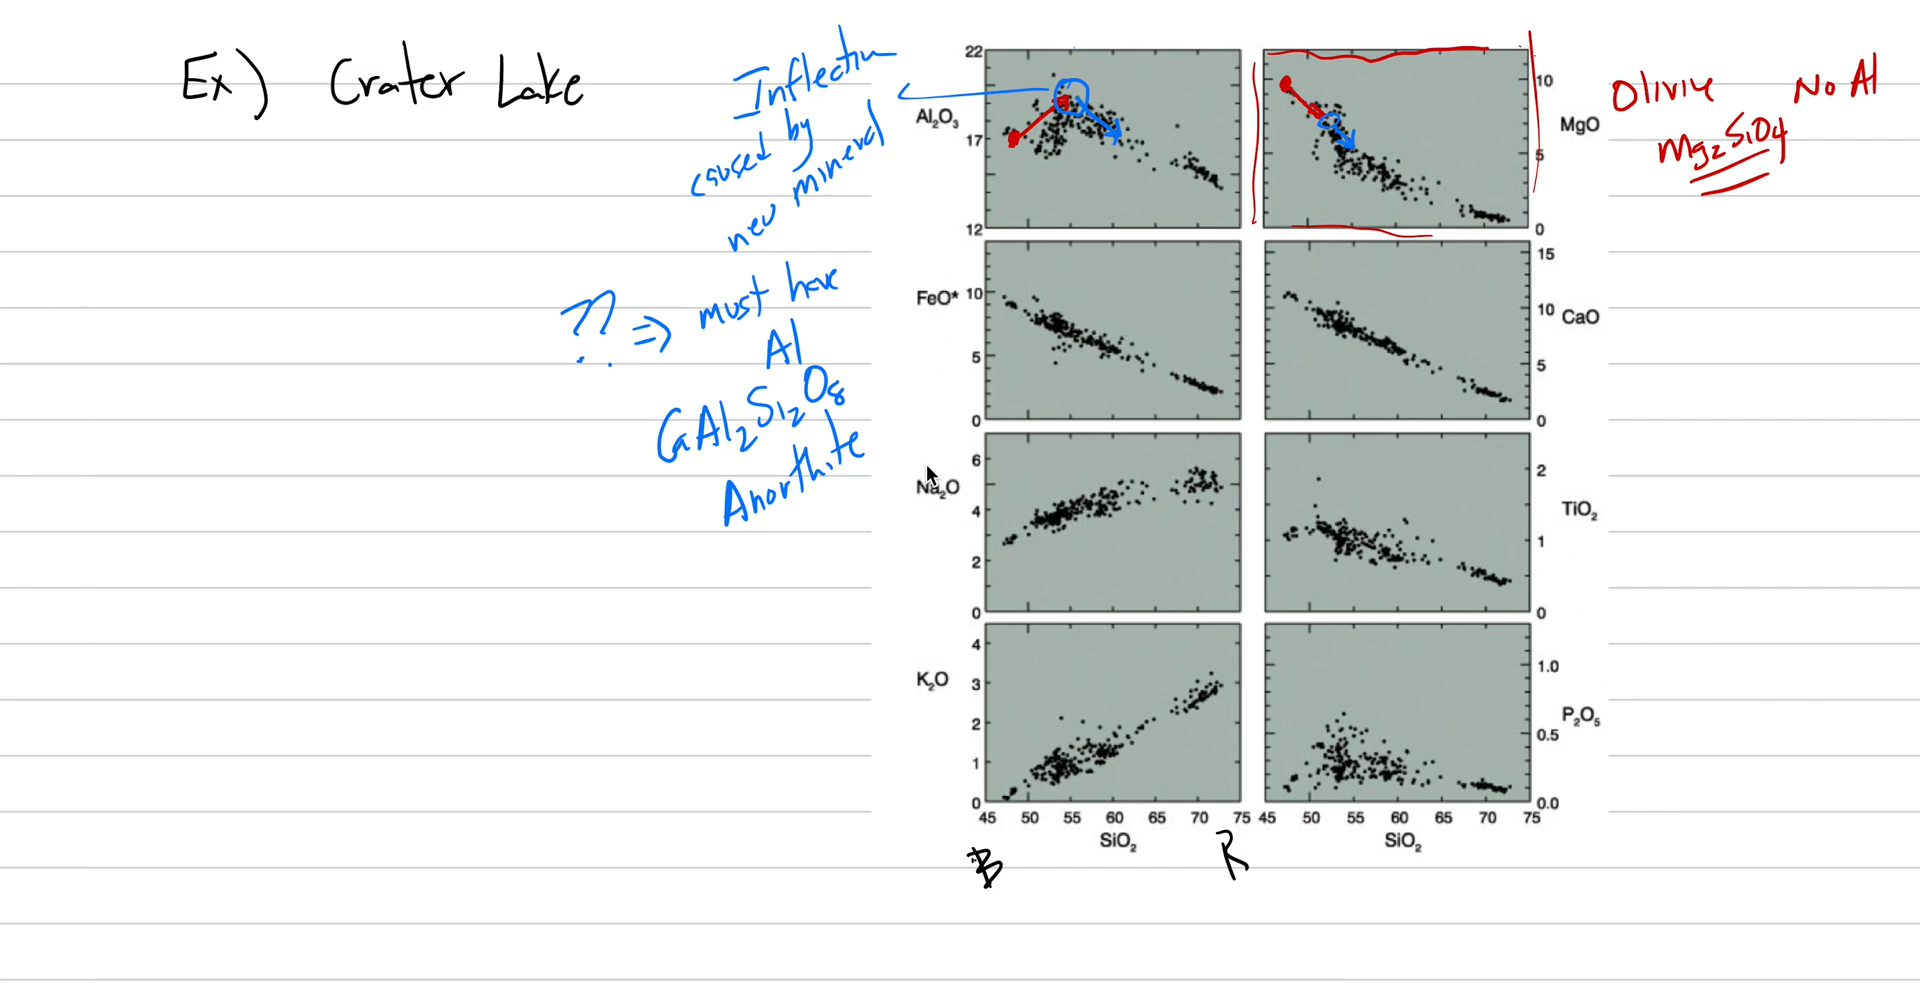 Ex) Crater Lake
Inflection
caused by
new mineral
?? ⇒ must have
Al
CaAl₂Si₂O₈
Anorthite
Olivie No Al
Mg₂SiO₄
22
Al₂O₃
17
12
10
MgO
5
0
FeO* 10
5
0
15
10
CaO
5
0
6
Na₂O
4
2
0
2
TiO₂
1
0
4
K₂O 3
2
1
0
1.0
P₂O₅
0.5
0.0
45 50 55 60 65 70 75
SiO₂
45 50 55 60 65 70 75
SiO₂
B R